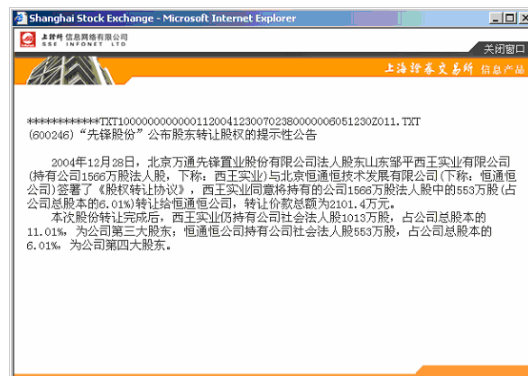 Shanghai Stock Exchange - Microsoft Internet Explorer
上证所信息网络有限公司
SSE INFONET LTD
关闭窗口
上海證券交易所 信息产品
(600246)“先锋股份”公布股东转让股权的提示性公告
2004年12月28日，北京万通先锋置业股份有限公司法人股东山东邹平西王实业有限公司
(持有公司1566万股法人股，下称：西王实业)与北京恒通恒技术发展有限公司(下称：恒通恒
公司)签署了《股权转让协议》，西王实业同意将持有的公司1566万股法人股中的553万股(占
公司总股本的6.01%)转让给恒通恒公司，转让价款总额为2101.4万元。
本次股份转让完成后，西王实业仍持有公司社会法人股1013万股，占公司总股本的
11.01%，为公司第三大股东；恒通恒公司持有公司社会法人股553万股，占公司总股本的
6.01%，为公司第四大股东。